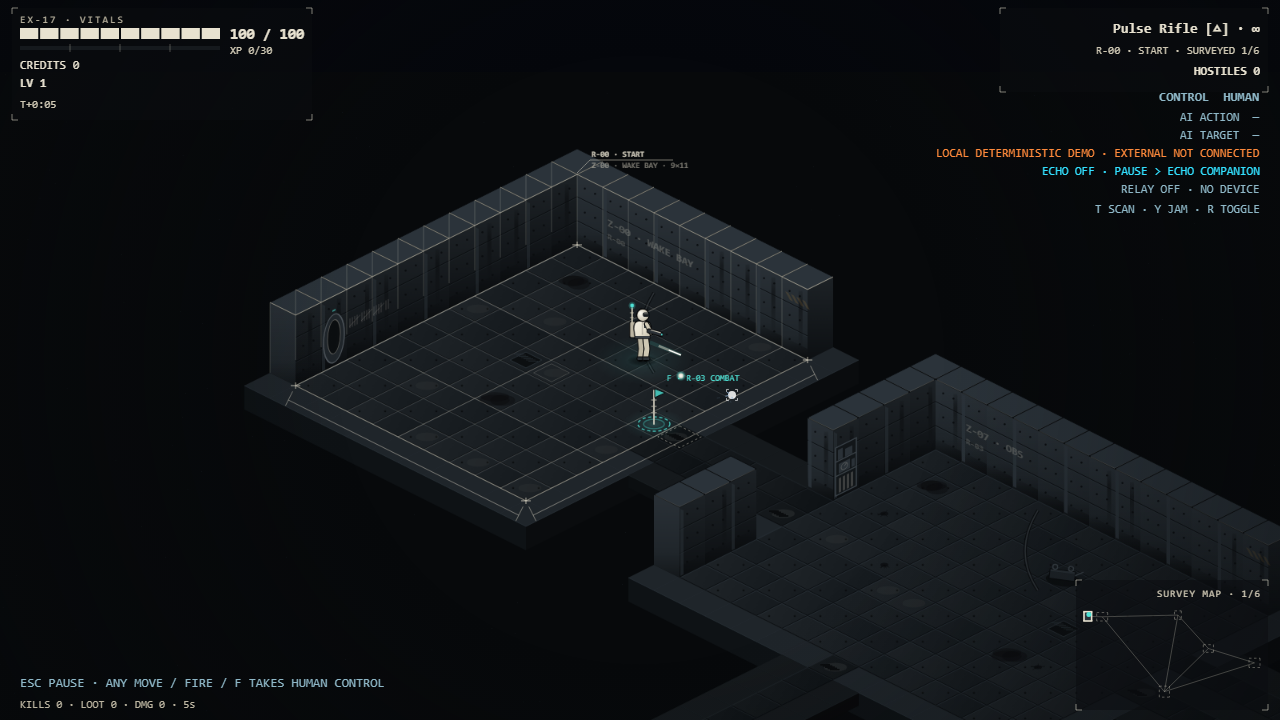 EX-17 · VITALS
100 / 100
XP 0/30
CREDITS 0
LV 1
T+0:05
Pulse Rifle [▲] · ∞
R-00 · START · SURVEYED 1/6
HOSTILES 0
CONTROL HUMAN
AI ACTION —
AI TARGET —
LOCAL DETERMINISTIC DEMO · EXTERNAL NOT CONNECTED
ECHO OFF · PAUSE > ECHO COMPANION
RELAY OFF · NO DEVICE
T SCAN · Y JAM · R TOGGLE
R-00 · START
Z-00 · WAKE BAY · 9×11
Z-00 · WAKE BAY
R-00
F R-03 COMBAT
Z-07 · OBS
SURVEY MAP · 1/6
ESC PAUSE · ANY MOVE / FIRE / F TAKES HUMAN CONTROL
KILLS 0 · LOOT 0 · DMG 0 · 5s